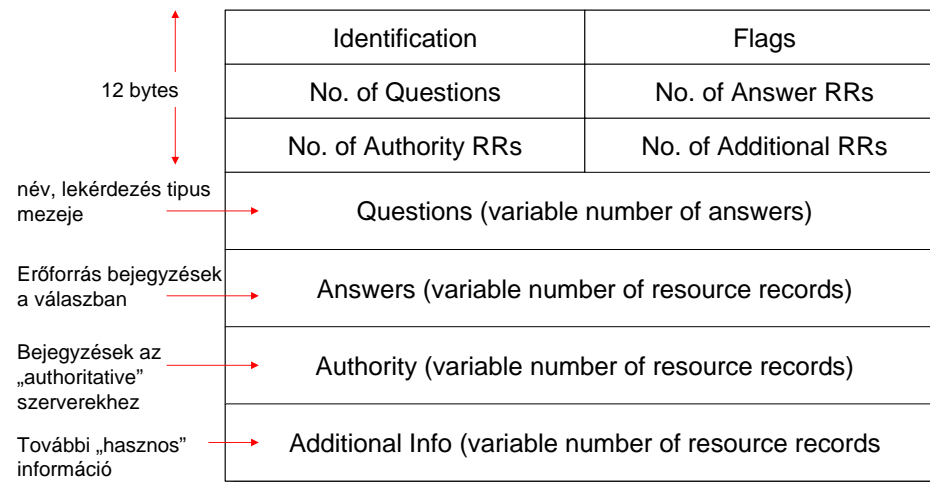 Identification Flags
12 bytes
No. of Questions No. of Answer RRs
No. of Authority RRs No. of Additional RRs
név, lekérdezés tipus
mezeje
Questions (variable number of answers)
Erőforrás bejegyzések
a válaszban
Answers (variable number of resource records)
Bejegyzések az
„authoritative”
szerverekhez
Authority (variable number of resource records)
További „hasznos”
információ
Additional Info (variable number of resource records